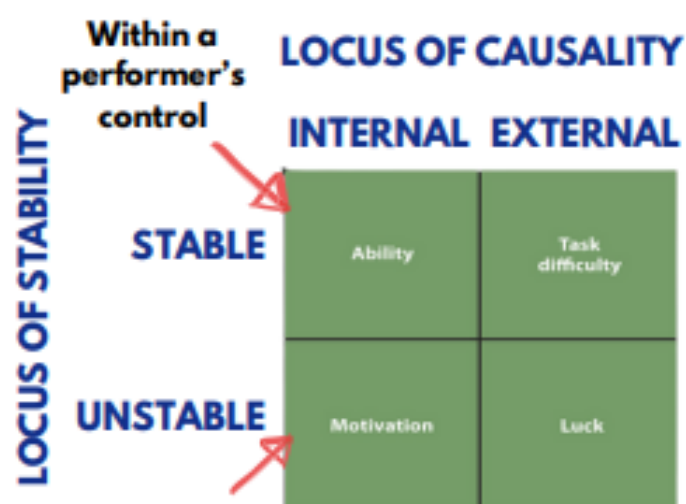 Within a
performer's
control
LOCUS OF CAUSALITY
INTERNAL EXTERNAL
LOCUS OF STABILITY
STABLE
Ability
Task
difficulty
UNSTABLE
Motivation
Luck